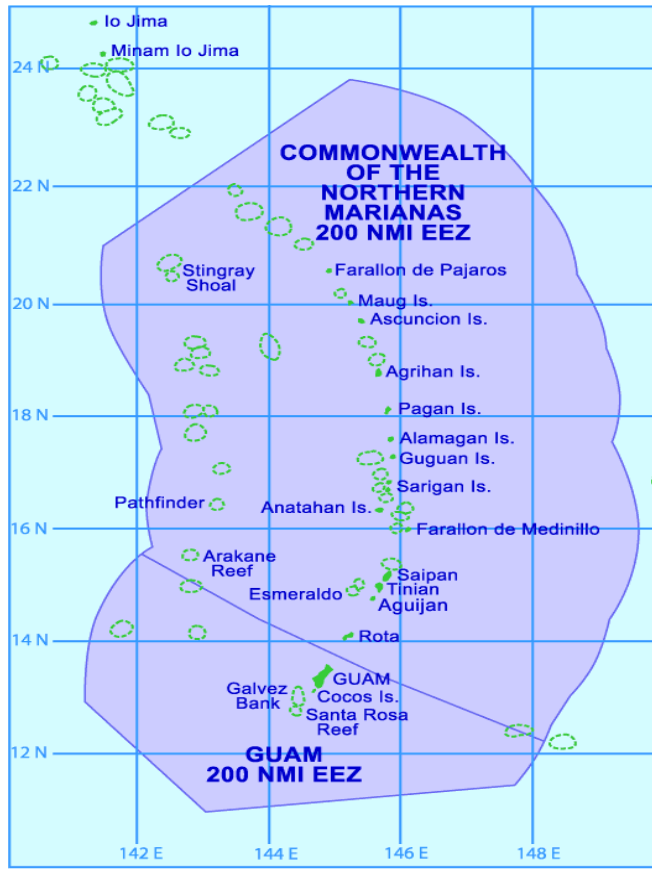 Io Jima
Minam Io Jima
24 N
COMMONWEALTH
OF THE
NORTHERN
MARIANAS
200 NMI EEZ
22 N
Stingray
Shoal
Farallon de Pajaros
20 N
Maug Is.
Ascuncion Is.
Agrihan Is.
18 N
Pagan Is.
Alamagan Is.
Guguan Is.
Sarigan Is.
Pathfinder
Anatahan Is.
16 N
Farallon de Medinillo
Arakane
Reef
Saipan
Esmeraldo
Tinian
Aguijan
14 N
Rota
GUAM
Galvez
Bank
Cocos Is.
Santa Rosa
Reef
12 N
GUAM
200 NMI EEZ
142 E
144 E
146 E
148 E